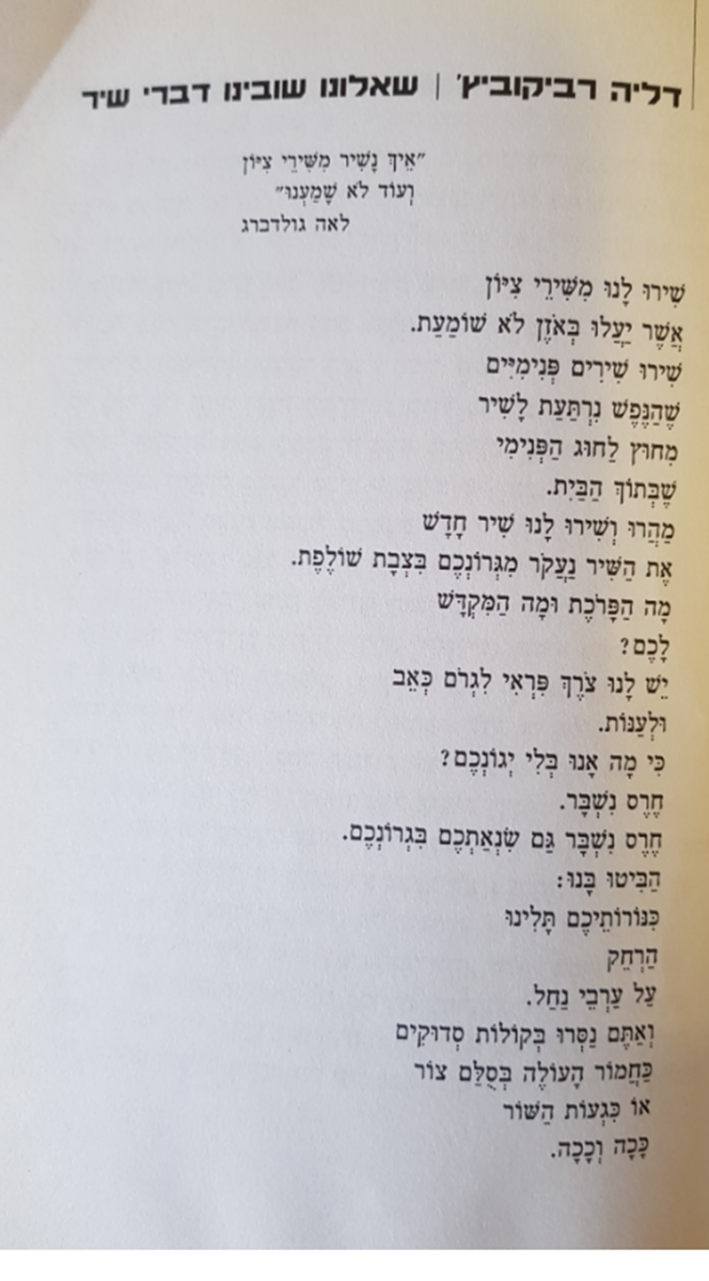 דליה רביקוביץ' | שאלונו שובינו דברי שיר
"אֵיךְ נָשִׁיר מִשִּׁירֵי צִיּוֹן
וְעוֹד לֹא שָׁמַעְנוּ"
לאה גולדברג
שִׁירוּ לָנוּ מִשִּׁירֵי צִיּוֹן
אֲשֶׁר יַעֲלוּ בְּאֹזֶן לֹא שׁוֹמַעַת.
שִׁירוּ שִׁירִים פְּנִימִיִּים
שֶׁהַנֶּפֶשׁ נִרְתַּעַת לָשִׁיר
מִחוּץ לַחוּג הַפְּנִימִי
שֶׁבְּתוֹךְ הַבַּיִת.
מַהֲרוּ וְשִׁירוּ לָנוּ שִׁיר חָדָשׁ
אֶת הַשִּׁיר נַעֲקֹר מִגְּרוֹנְכֶם בִּצְבָת שׁוֹלֶפֶת.
מָה הַפָּרֹכֶת וּמָה הַמִּקְדָּשׁ
לָכֶם?
יֵשׁ לָנוּ צֹרֶךְ פִּרְאִי לִגְרֹם כְּאֵב
וּלְעַנּוֹת.
כִּי מָה אָנוּ בְּלִי יְגוֹנְכֶם?
חֶרֶס נִשְׁבָּר.
חֶרֶס נִשְׁבָּר גַּם שִׂנְאַתְכֶם בִּגְרוֹנְכֶם.
הַבִּיטוּ בָּנוּ:
כִּנּוֹרוֹתֵיכֶם תָּלִינוּ
הַרְחֵק
עַל עַרְבֵי נַחַל.
וְאַתֶּם נַסְּרוּ בְּקוֹלוֹת סְדוּקִים
כַּחֲמוֹר הָעוֹלֶה בְּסֻלַּם צוֹר
אוֹ כִּגְעוֹת הַשּׁוֹר
כָּכָה וְכָכָה.